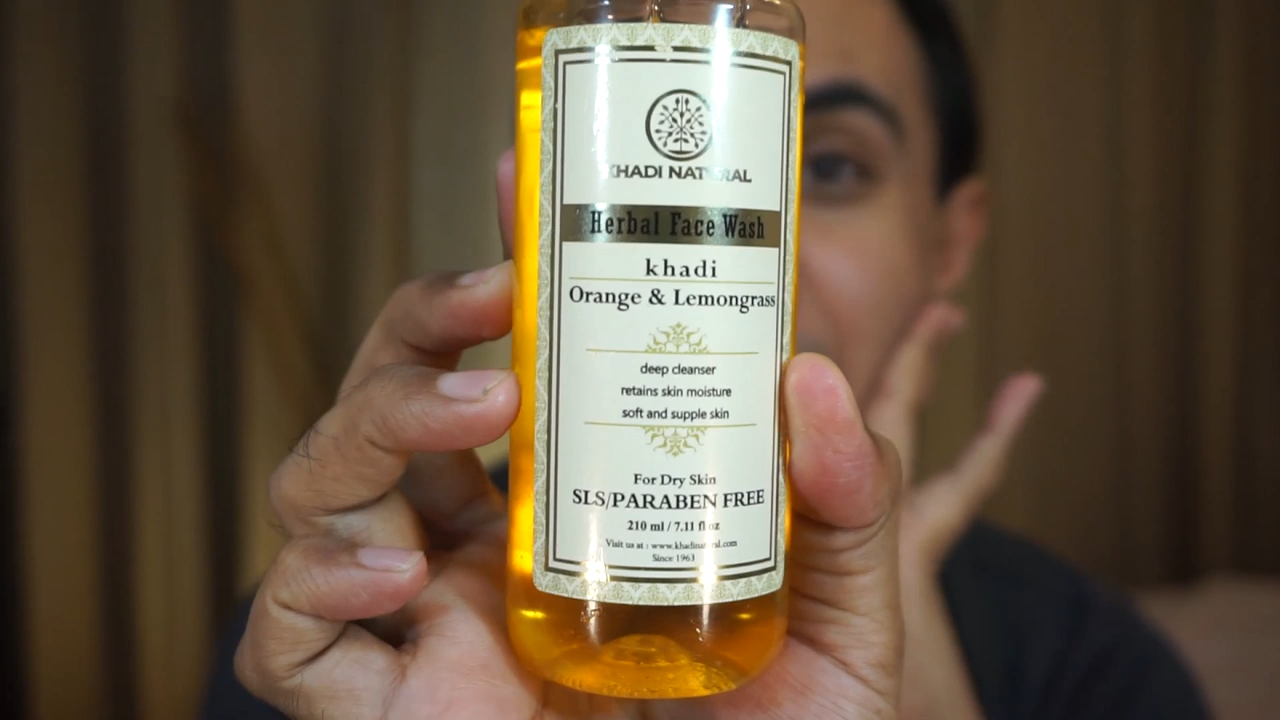 KHADI NATURAL
Herbal Face Wash
khadi
Orange & Lemongrass
deep cleanser
retains skin moisture
soft and supple skin
For Dry Skin
SLS/PARABEN FREE
210 ml / 7.11 fl oz
Visit us at : www.khadinatural.com
Since 1963